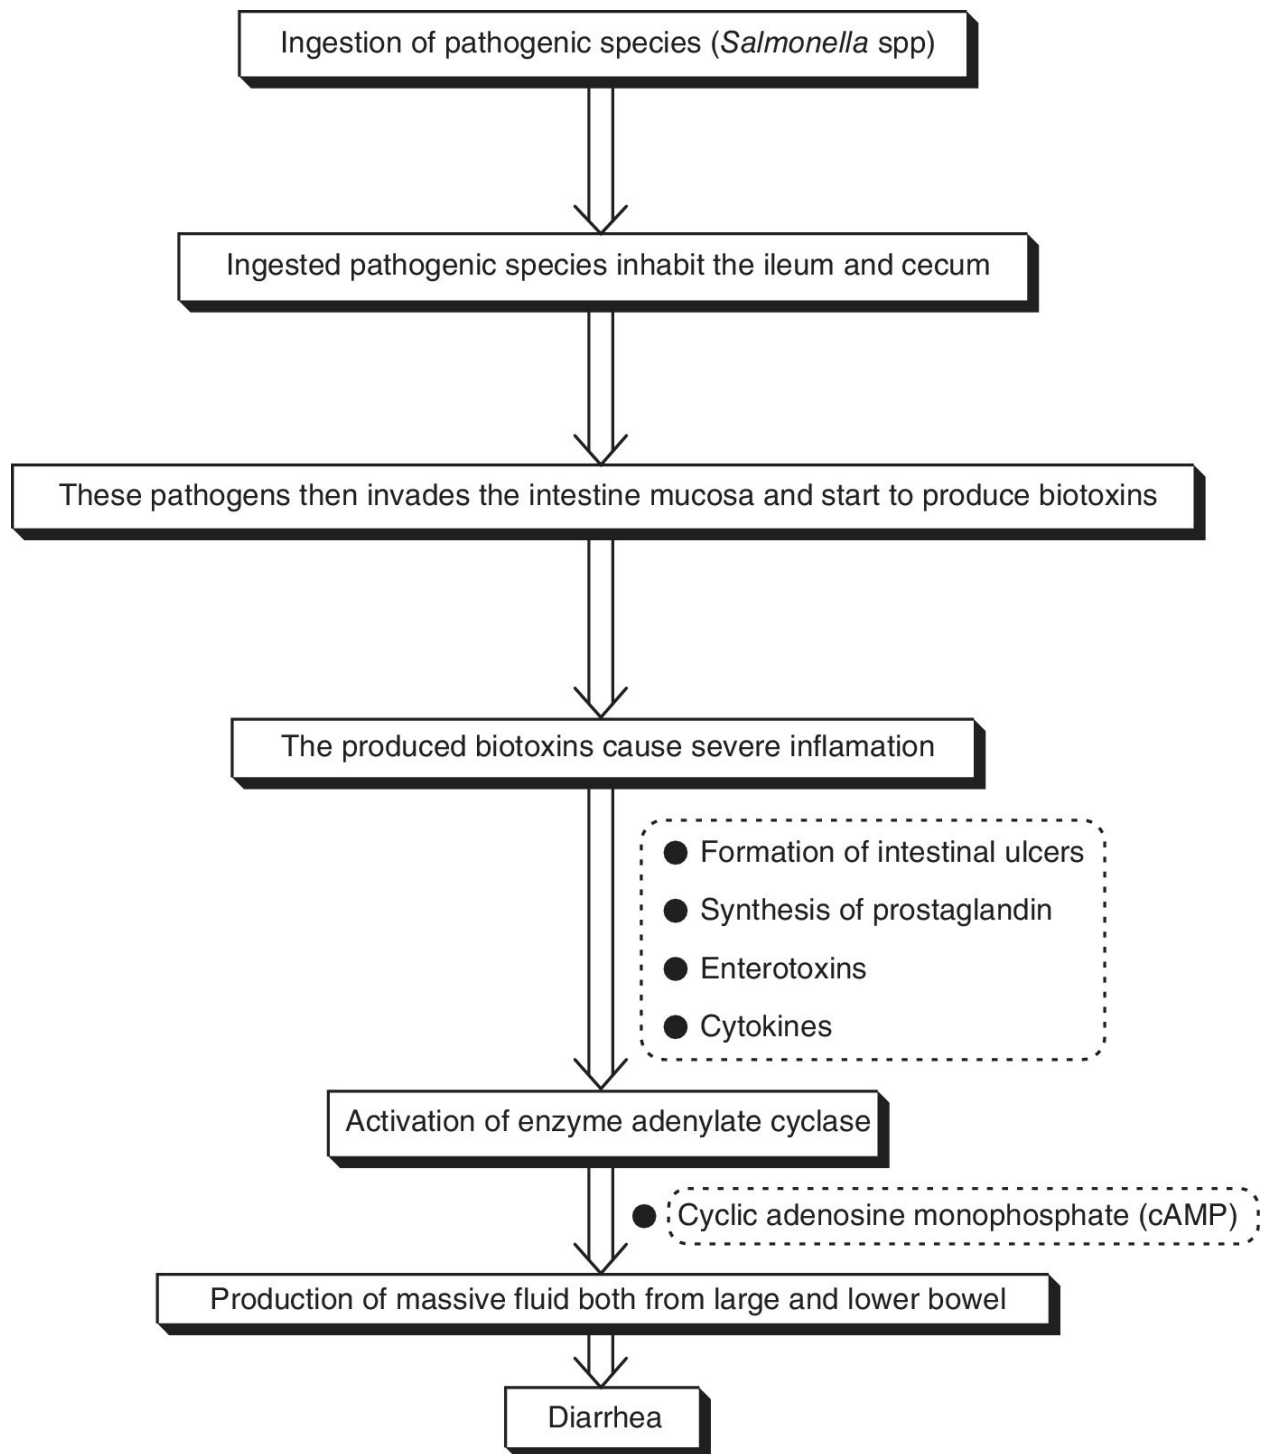 Ingestion of pathogenic species (Salmonella spp)
Ingested pathogenic species inhabit the ileum and cecum
These pathogens then invades the intestine mucosa and start to produce biotoxins
The produced biotoxins cause severe inflamation
Formation of intestinal ulcers
Synthesis of prostaglandin
Enterotoxins
Cytokines
Activation of enzyme adenylate cyclase
Cyclic adenosine monophosphate (cAMP)
Production of massive fluid both from large and lower bowel
Diarrhea